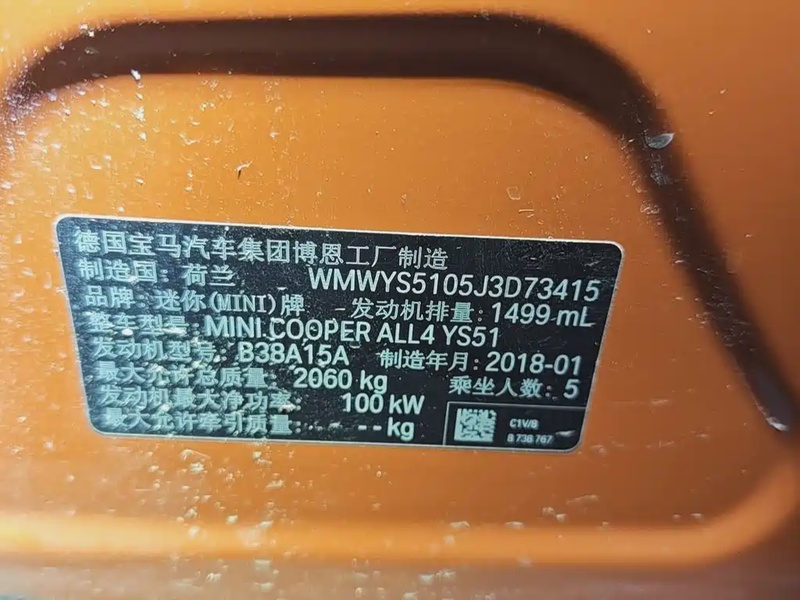 德国宝马汽车集团博恩工厂制造
制造国：荷兰 WMWYS5105J3D73415
品牌：迷你(MINI)牌 发动机排量：1499 mL
整车型号：MINI COOPER ALL4 YS51
发动机型号：B38A15A 制造年月：2018-01
最大允许总质量：2060 kg 乘坐人数：5
发动机最大净功率：100 kW
最大允许牵引质量：-- kg
C1V/8
8 738 767